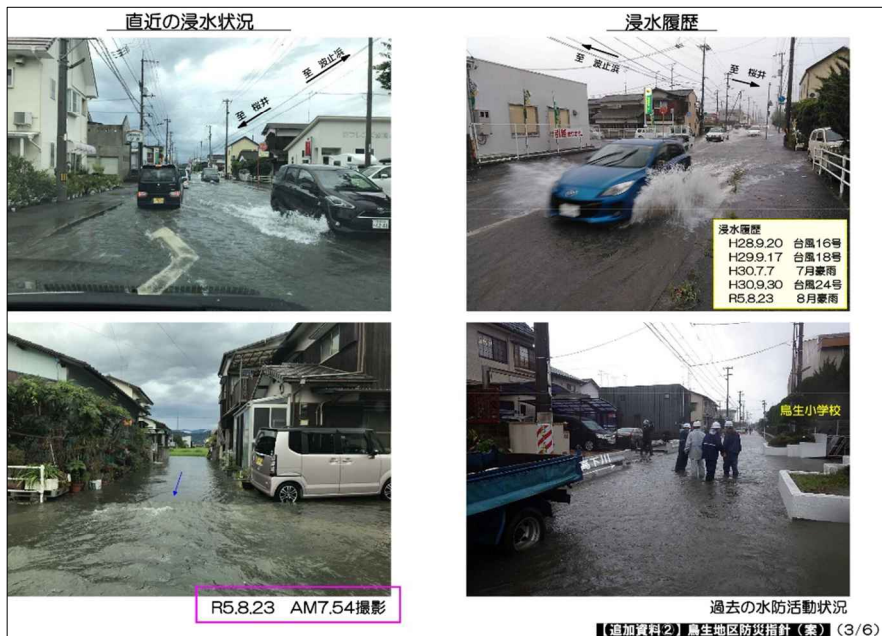 直近の浸水状況
至 波止浜
至 桜井
浸水履歴
至 波止浜
至 桜井
浸水履歴
H28.9.20 台風16号
H29.9.17 台風18号
H30.7.7 7月豪雨
H30.9.30 台風24号
R5.8.23 8月豪雨
R5.8.23 AM7.54撮影
鳥生小学校
過去の水防活動状況
【(追加資料②) 鳥生地区防災指針(案)】 (3/6)